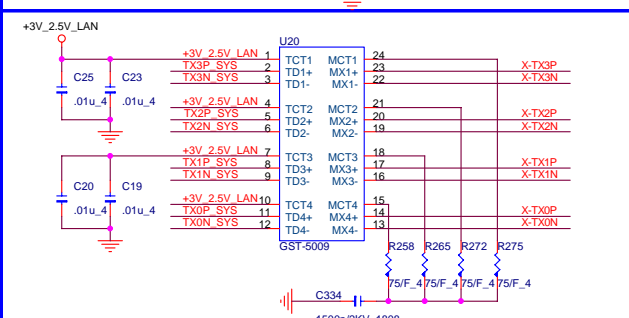 +3V_2.5V_LAN
U20
+3V_2.5V_LAN 1 TCT1 MCT1 24
TX3P_SYS 2 TD1+ MX1+ 23 X-TX3P
TX3N_SYS 3 TD1- MX1- 22 X-TX3N
C25 C23
.01u_4 .01u_4
+3V_2.5V_LAN 4 TCT2 MCT2 21
TX2P_SYS 5 TD2+ MX2+ 20 X-TX2P
TX2N_SYS 6 TD2- MX2- 19 X-TX2N
+3V_2.5V_LAN 7 TCT3 MCT3 18
TX1P_SYS 8 TD3+ MX3+ 17 X-TX1P
TX1N_SYS 9 TD3- MX3- 16 X-TX1N
C20 C19
.01u_4 .01u_4
+3V_2.5V_LAN 10 TCT4 MCT4 15
TX0P_SYS 11 TD4+ MX4+ 14 X-TX0P
TX0N_SYS 12 TD4- MX4- 13 X-TX0N
GST-5009
R258 R265 R272 R275
75/F_4 75/F_4 75/F_4 75/F_4
C334